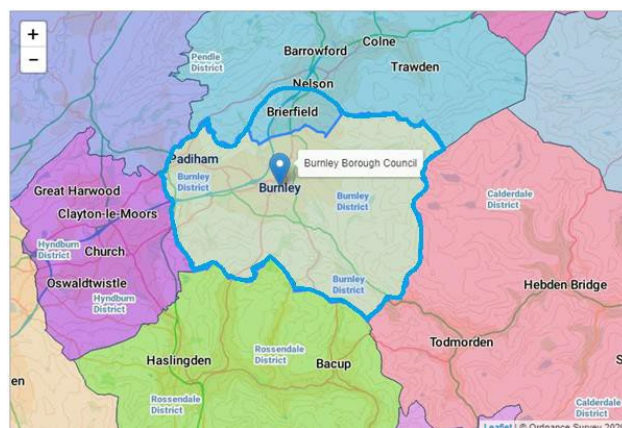 +
−
Colne
Barrowford
Pendle
District
Trawden
Nelson
Brierfield
Padiham
Burnley Borough Council
Burnley
District
Burnley
Great Harwood
Burnley
District
Calderdale
District
Clayton-le-Moors
Hyndburn
District
Church
Oswaldtwistle
Burnley
District
Hebden Bridge
Hyndburn
District
Rossendale
District
Todmorden
Haslingden
Bacup
en
S
Rossendale
District
Calderdale
District
Leaflet | © Ordnance Survey 2020